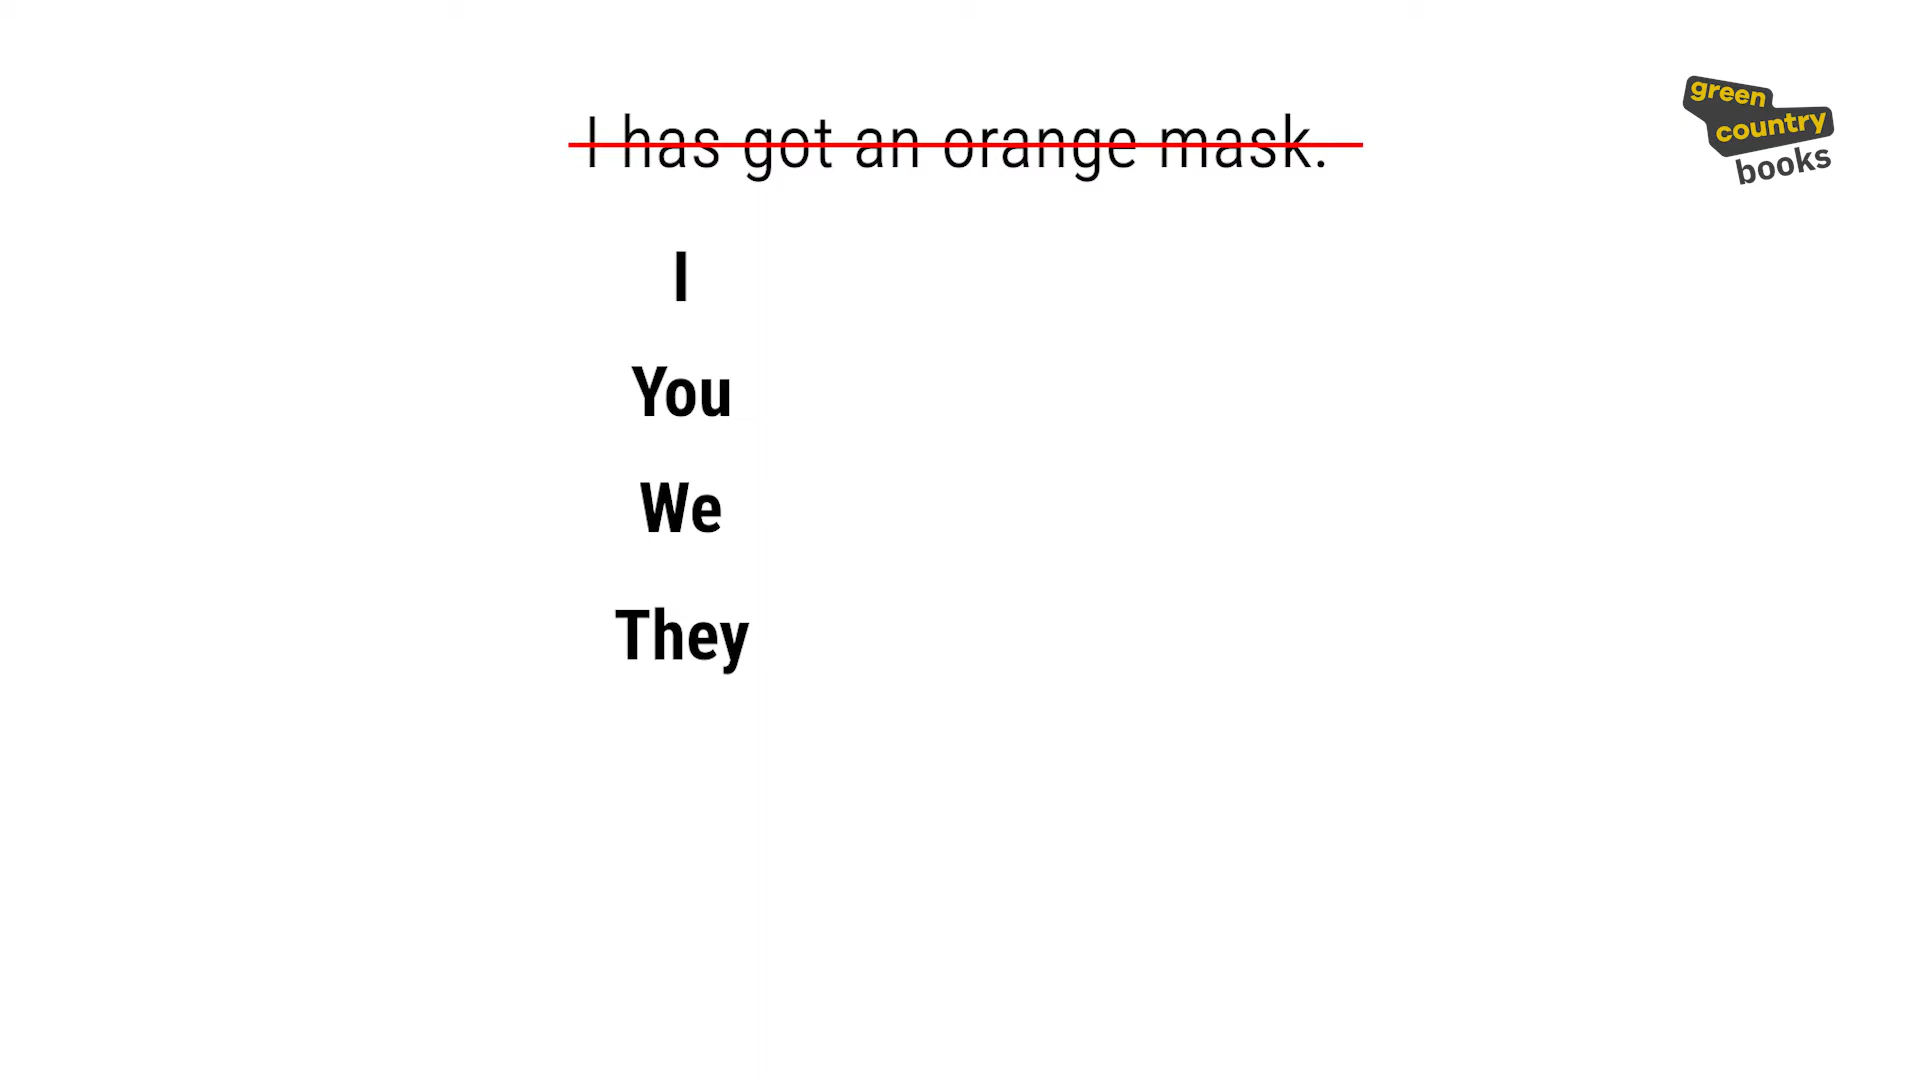 I has got an orange mask.
green
country
books
I
You
We
They